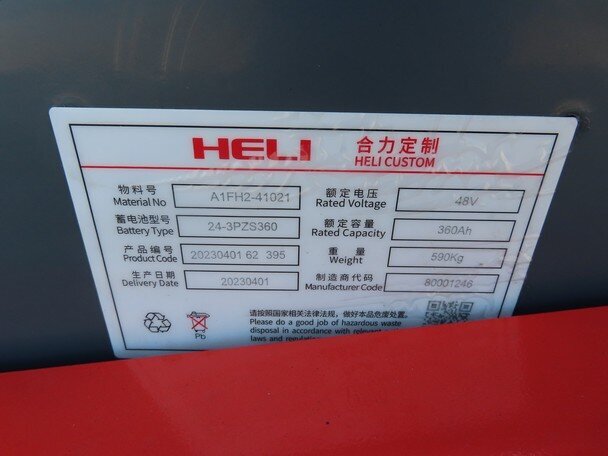 HELI 合力定制
HELI CUSTOM
物料号 A1FH2-41021 额定电压 48V
Material No Rated Voltage
蓄电池型号 24-3PZS360 额定容量 360Ah
Battery Type Rated Capacity
产品编号 20230401 62 395 重量 590Kg
Product Code Weight
生产日期 20230401 制造商代码 80001246
Delivery Date Manufacturer Code
请按照国家相关法律法规，做好本品危废处置。
Please do a good job of hazardous waste
disposal in accordance with relevant
laws and
Pb